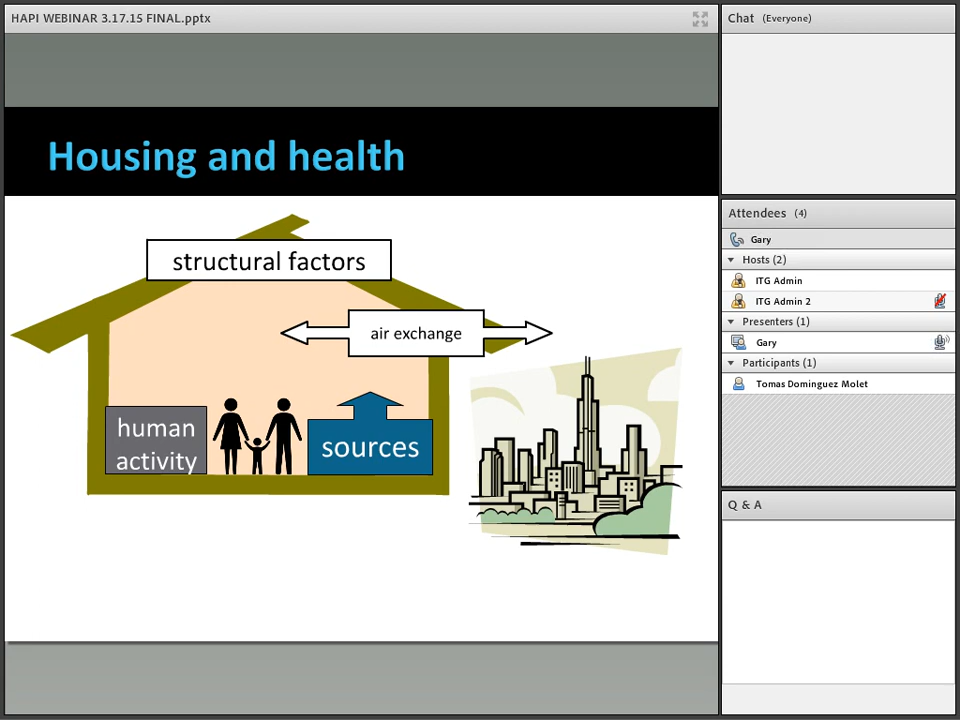 HAPI WEBINAR 3.17.15 FINAL.pptx
Housing and health
structural factors
air exchange
human
activity
sources
Chat (Everyone)
Attendees (4)
Gary
Hosts (2)
ITG Admin
ITG Admin 2
Presenters (1)
Gary
Participants (1)
Tomas Dominguez Molet
Q & A